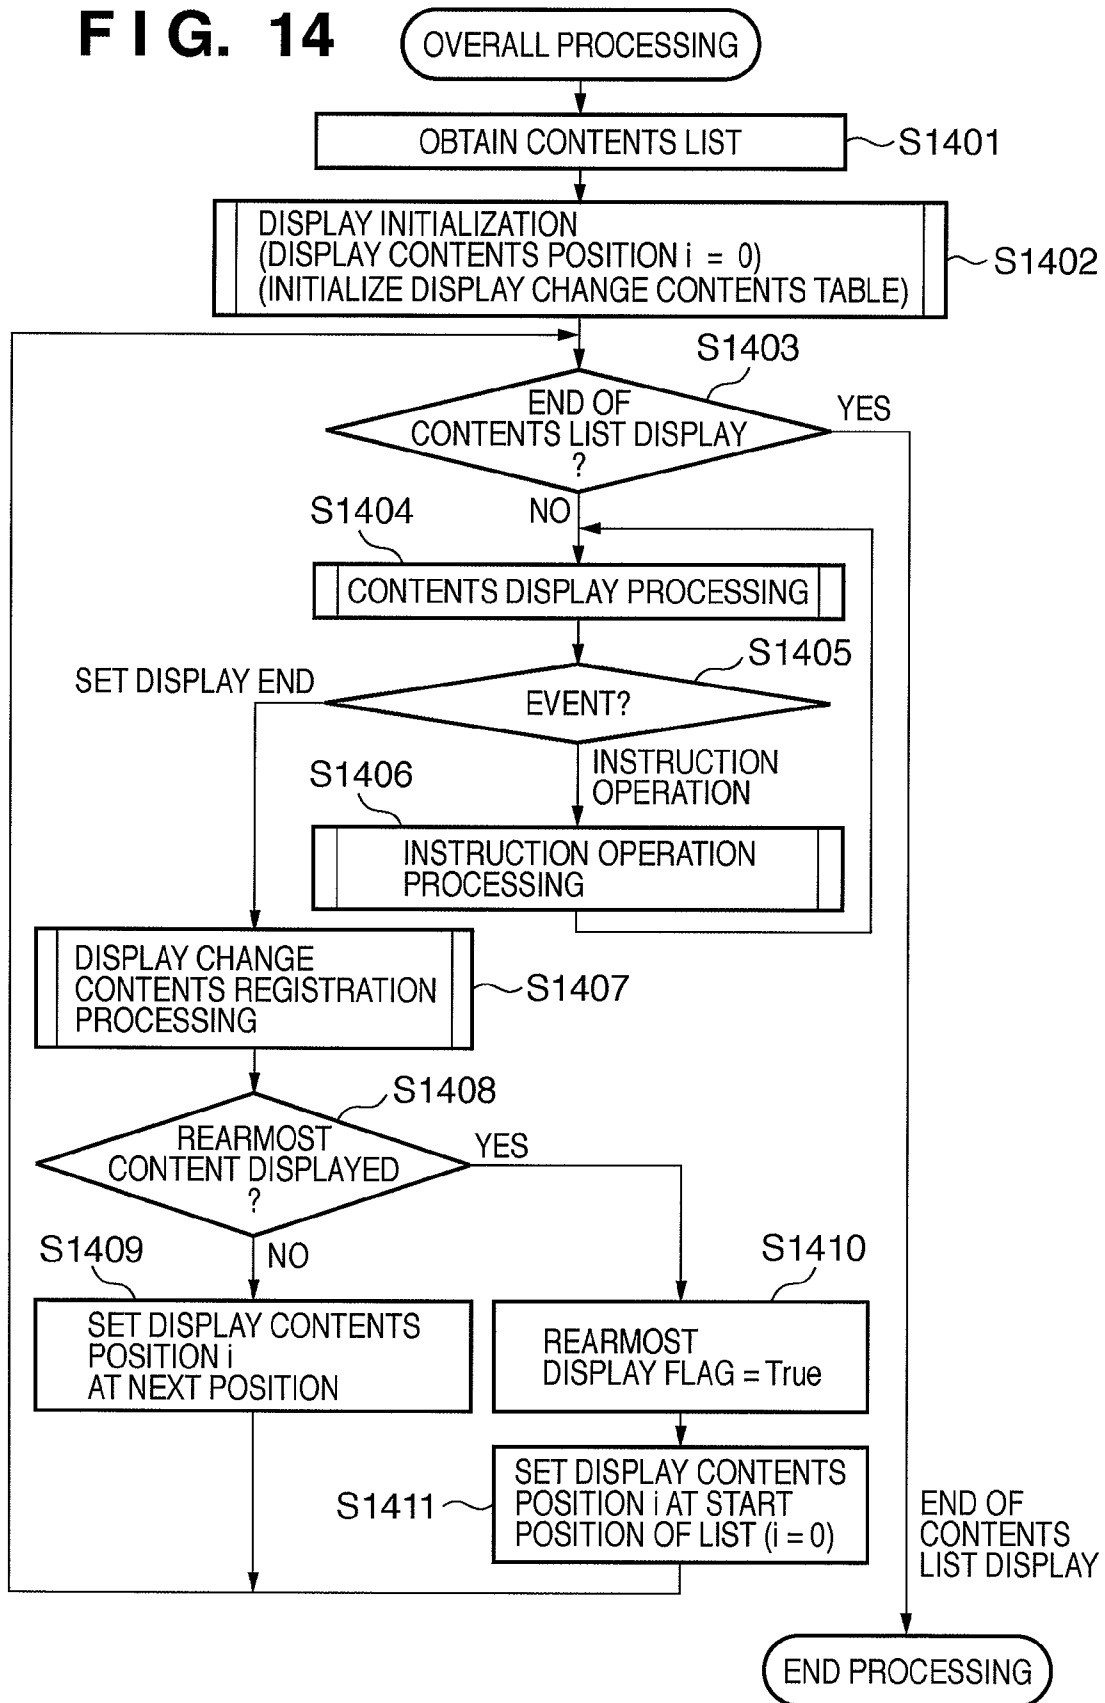 FIG. 14
OVERALL PROCESSING
OBTAIN CONTENTS LIST
S1401
DISPLAY INITIALIZATION
(DISPLAY CONTENTS POSITION i = 0)
(INITIALIZE DISPLAY CHANGE CONTENTS TABLE)
S1402
S1403
END OF
CONTENTS LIST DISPLAY
?
YES
NO
S1404
CONTENTS DISPLAY PROCESSING
S1405
SET DISPLAY END
EVENT?
INSTRUCTION
OPERATION
S1406
INSTRUCTION OPERATION
PROCESSING
DISPLAY CHANGE
CONTENTS REGISTRATION
PROCESSING
S1407
S1408
REARMOST
CONTENT DISPLAYED
?
YES
NO
S1409
SET DISPLAY CONTENTS
POSITION i
AT NEXT POSITION
S1410
REARMOST
DISPLAY FLAG = True
S1411
SET DISPLAY CONTENTS
POSITION i AT START
POSITION OF LIST (i = 0)
END OF
CONTENTS
LIST DISPLAY
END PROCESSING